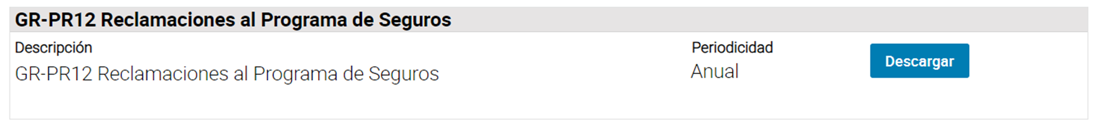 GR-PR12 Reclamaciones al Programa de Seguros
Descripción
GR-PR12 Reclamaciones al Programa de Seguros
Periodicidad
Anual
Descargar